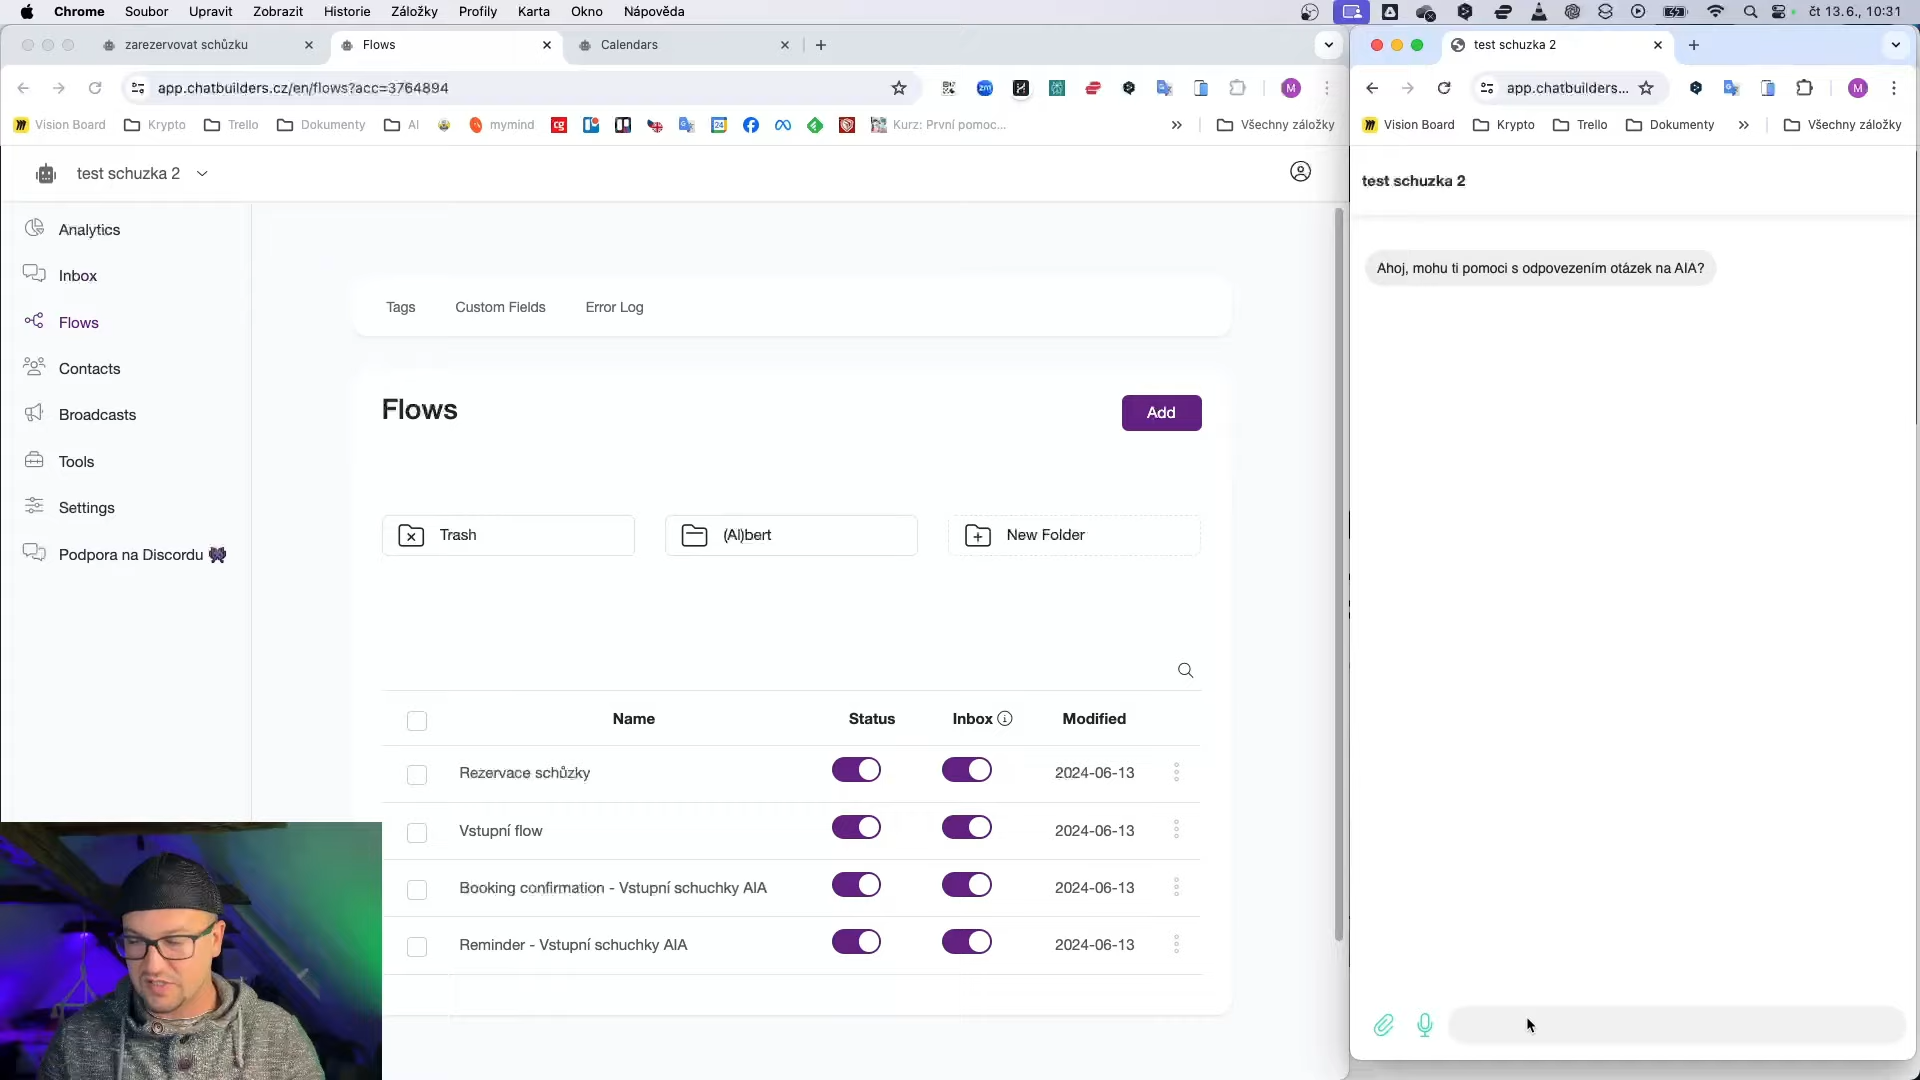 Chrome Soubor Upravit Zobrazit Historie Záložky Profily Karta Okno Nápověda
čt 13.6., 10:31
zarezervovat schůzku
Flows
Calendars
test schuzka 2
app.chatbuilders.cz/en/flows?acc=3764894
M
app.chatbuilders...
M
Vision Board
Krypto
Trello
Dokumenty
AI
mymind
Kurz: První pomoc...
Všechny záložky
Vision Board
Krypto
Trello
Dokumenty
Všechny záložky
test schuzka 2
test schuzka 2
Analytics
Inbox
Flows
Contacts
Broadcasts
Tools
Settings
Podpora na Discordu
Tags Custom Fields Error Log
Flows
Add
Trash
(AI)bert
New Folder
Name Status Inbox Modified
Rezervace schůzky 2024-06-13
Vstupní flow 2024-06-13
Booking confirmation - Vstupní schuchky AIA 2024-06-13
Reminder - Vstupní schuchky AIA 2024-06-13
Ahoj, mohu ti pomoci s odpovezením otázek na AIA?